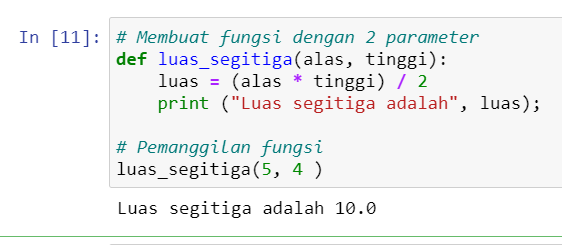 In [11]: # Membuat fungsi dengan 2 parameter
def luas_segitiga(alas, tinggi):
    luas = (alas * tinggi) / 2
    print ("Luas segitiga adalah", luas);

# Pemanggilan fungsi
luas_segitiga(5, 4 )
Luas segitiga adalah 10.0